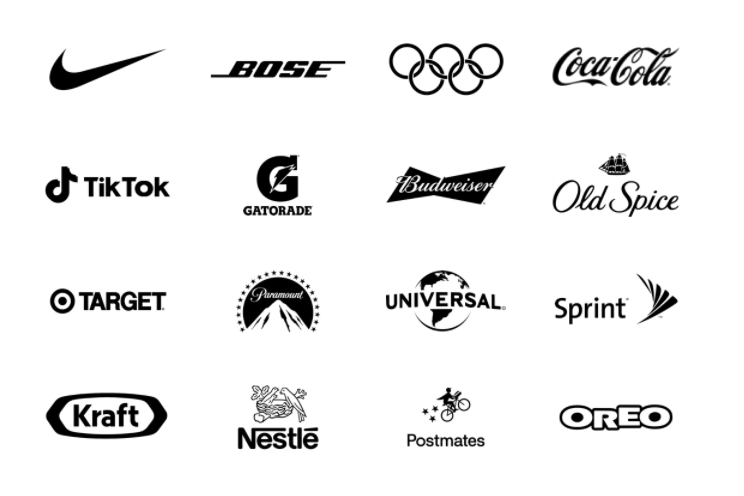 BOSE
Coca-Cola
TikTok
G
GATORADE
Budweiser
Old Spice
TARGET
Paramount
UNIVERSAL
Sprint
Kraft
Nestlé
Postmates
OREO